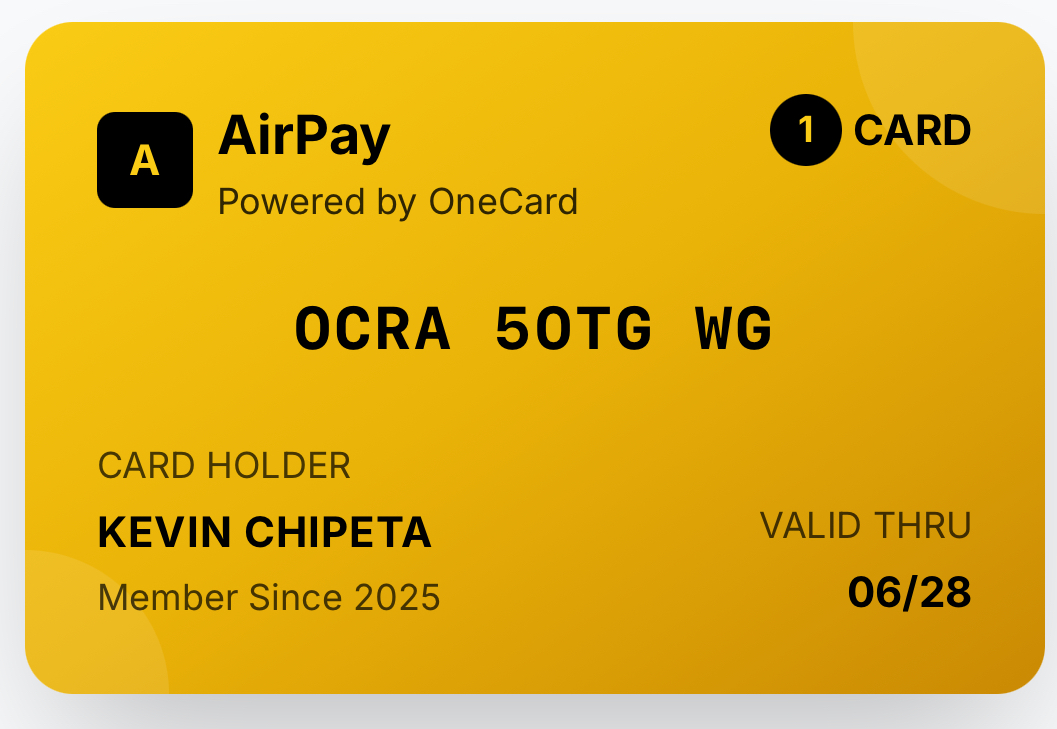 A
AirPay
Powered by OneCard
1 CARD
OCRA 5OTG WG
CARD HOLDER
KEVIN CHIPETA
Member Since 2025
VALID THRU
06/28